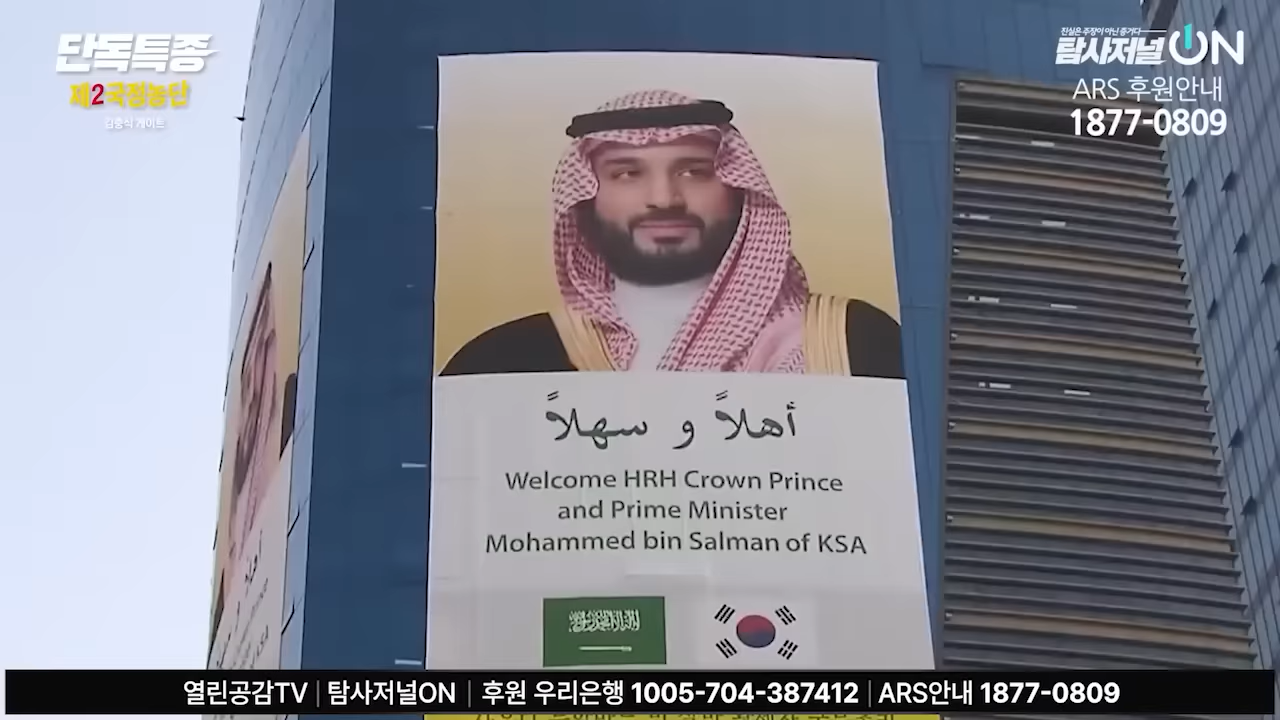 단독특종
제2국정농단
김충식 게이트
진실은 주장이 아닌 증거다
탐사저널 ON
ARS 후원안내
1877-0809
أهلاً و سهلاً
Welcome HRH Crown Prince
and Prime Minister
Mohammed bin Salman of KSA
열린공감TV | 탐사저널ON | 후원 우리은행 1005-704-387412 | ARS안내 1877-0809